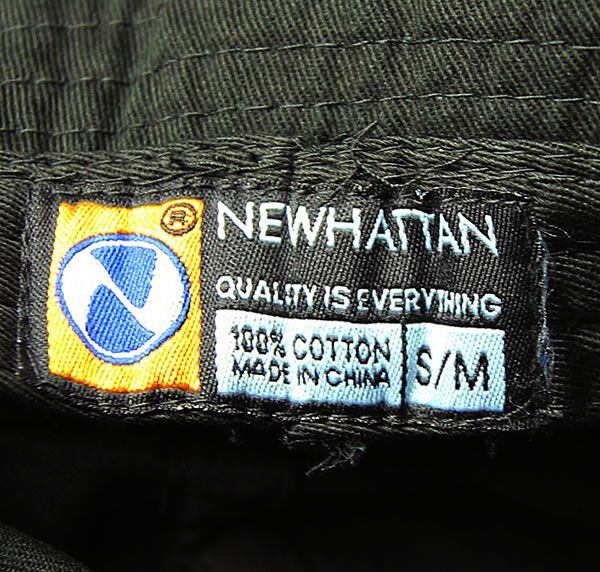 ®
NEWHATTAN
QUALITY IS EVERYTHING
100% COTTON
MADE IN CHINA
S/M